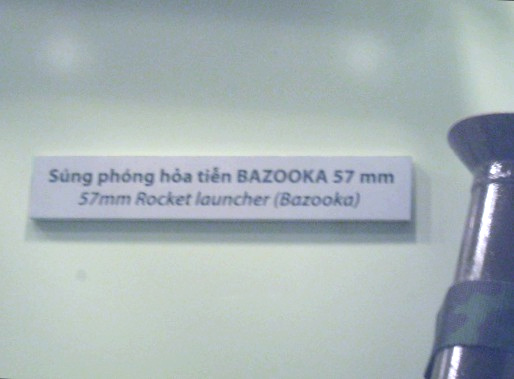 Súng phóng hỏa tiễn BAZOOKA 57 mm
57mm Rocket launcher (Bazooka)